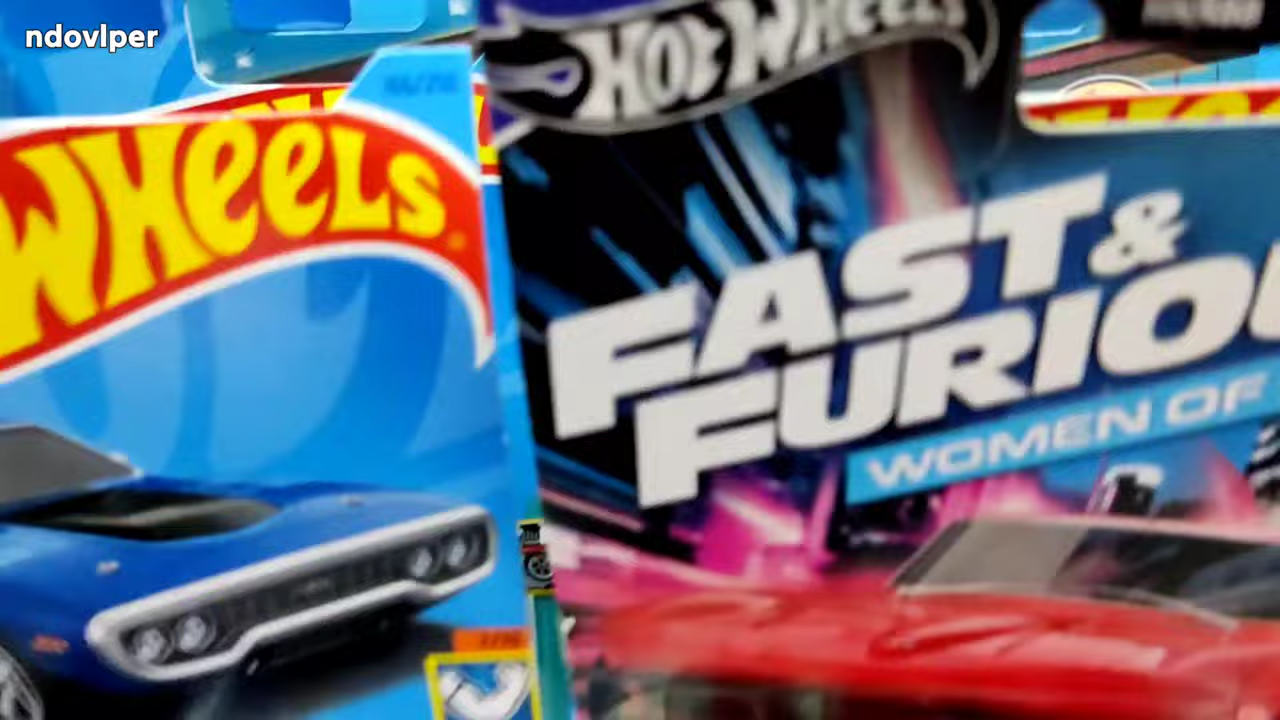 ndovlper
WHEELS
HOT WHEELS
FAST &
FURIOU
WOMEN OF